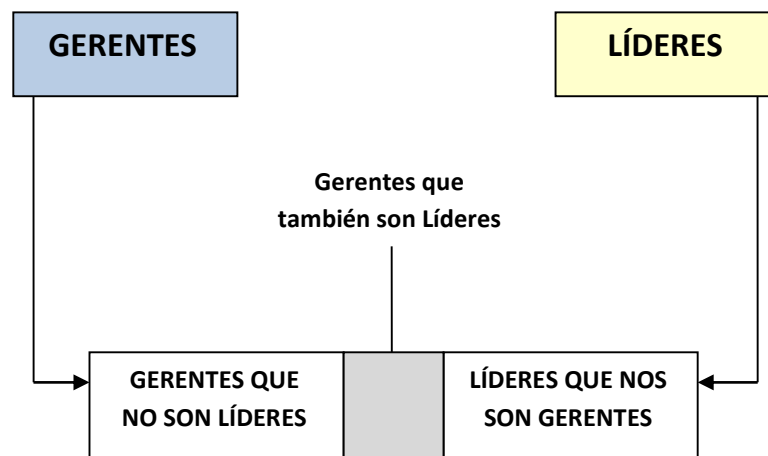 GERENTES
LÍDERES
Gerentes que
también son Líderes
GERENTES QUE
NO SON LÍDERES
LÍDERES QUE NOS
SON GERENTES